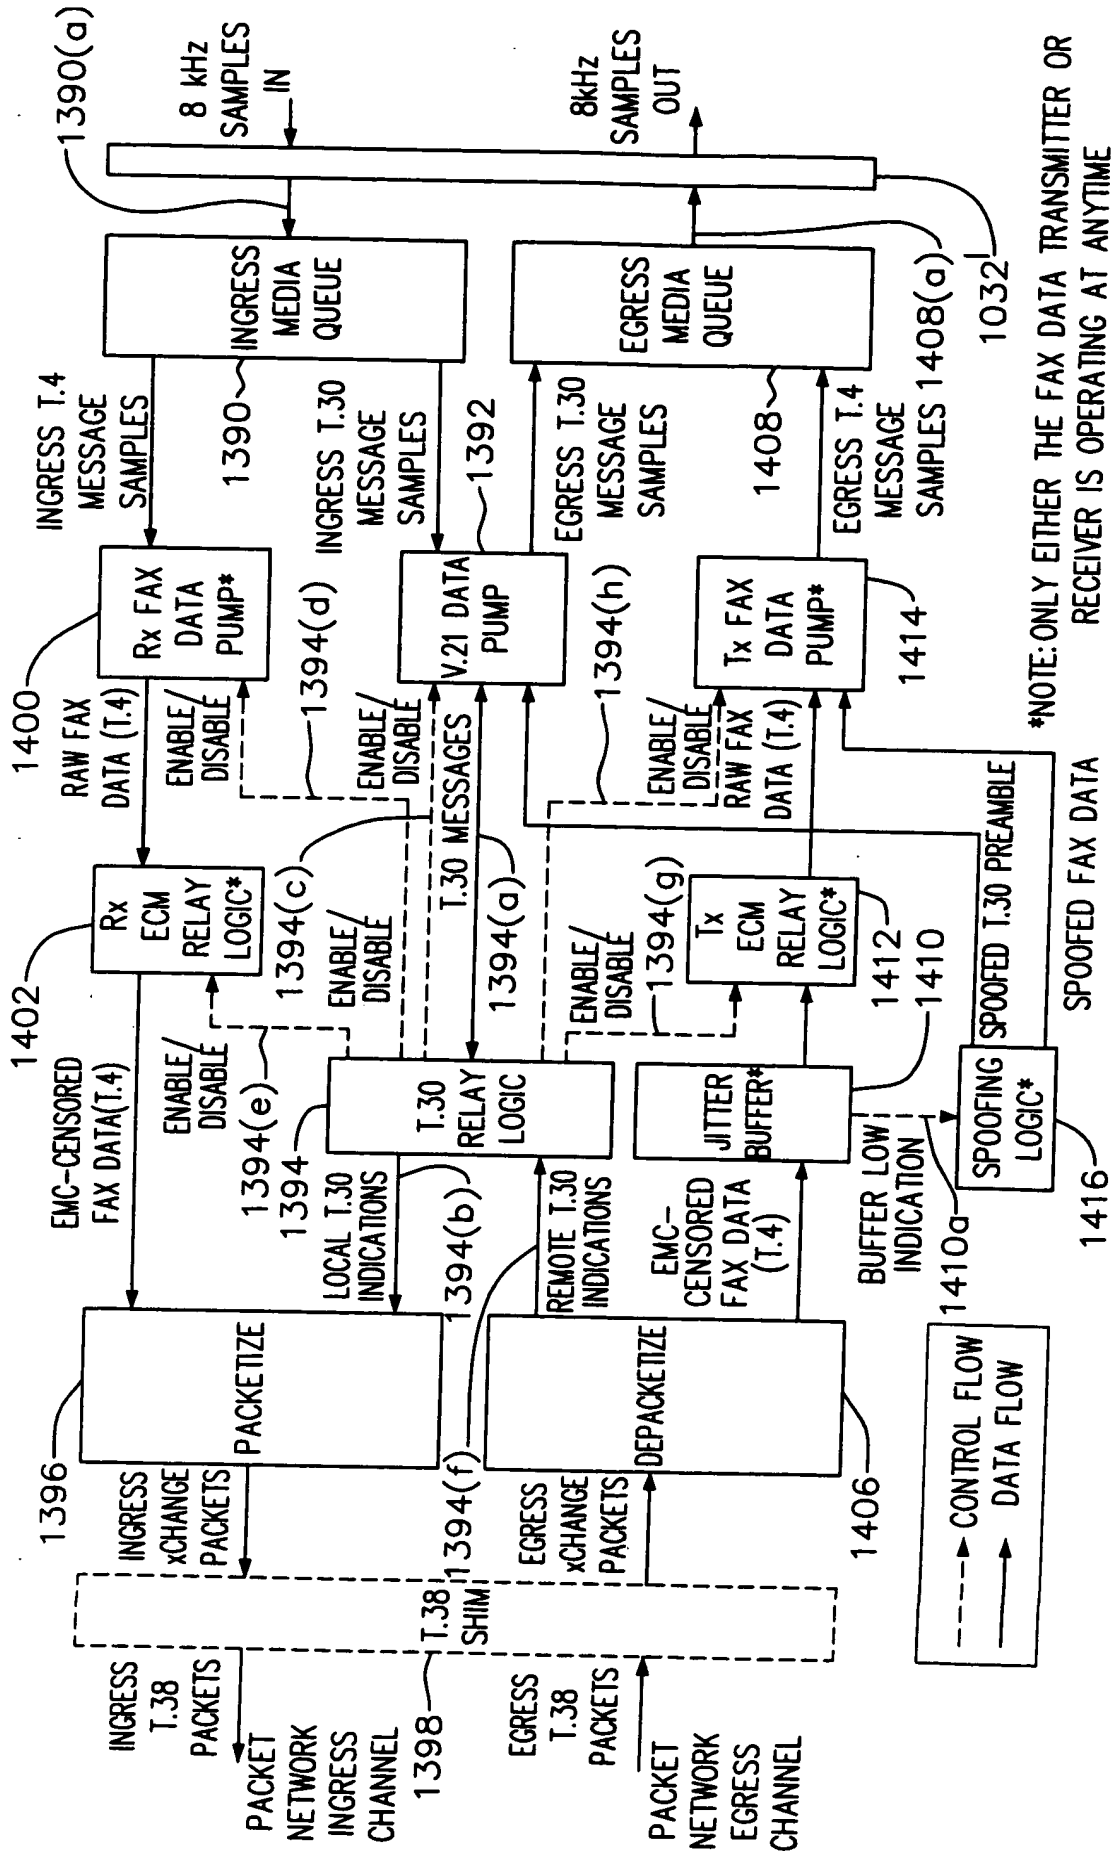 1390(a)
8 kHz
SAMPLES
IN
8kHz
SAMPLES
OUT
INGRESS
MEDIA
QUEUE
EGRESS
MEDIA
QUEUE
1390
1408
1408(a)
1032'
INGRESS T.4
MESSAGE
SAMPLES
INGRESS T.30
MESSAGE
SAMPLES
1392
EGRESS T.30
MESSAGE
SAMPLES
EGRESS T.4
MESSAGE
SAMPLES
1400
Rx FAX
DATA
PUMP*
V.21 DATA
PUMP
Tx FAX
DATA
PUMP*
1414
RAW FAX
DATA (T.4)
ENABLE/
DISABLE
1394(d)
ENABLE/
DISABLE
1394(h)
ENABLE/
DISABLE
RAW FAX
DATA (T.4)
1402
Rx
ECM
RELAY
LOGIC*
1394(c)
ENABLE/
DISABLE
T.30 MESSAGES
1394(a)
ENABLE/
DISABLE
1394(g)
Tx
ECM
RELAY
LOGIC*
1412
1410
SPOOFED T.30 PREAMBLE
SPOOFED FAX DATA
EMC-CENSORED
FAX DATA(T.4)
ENABLE/
DISABLE
1394(e)
1394
T.30
RELAY
LOGIC
JITTER
BUFFER*
SPOOFING
LOGIC*
1416
LOCAL T.30
INDICATIONS
1394(b)
REMOTE T.30
INDICATIONS
1394(f)
EMC-
CENSORED
FAX DATA
(T.4)
BUFFER LOW
INDICATION
1410a
1396
PACKETIZE
DEPACKETIZE
1406
INGRESS
xCHANGE
PACKETS
EGRESS
xCHANGE
PACKETS
T.38
SHIM
1398
INGRESS
T.38
PACKETS
EGRESS
T.38
PACKETS
PACKET
NETWORK
INGRESS
CHANNEL
PACKET
NETWORK
EGRESS
CHANNEL
CONTROL FLOW
DATA FLOW
*NOTE: ONLY EITHER THE FAX DATA TRANSMITTER OR
RECEIVER IS OPERATING AT ANYTIME